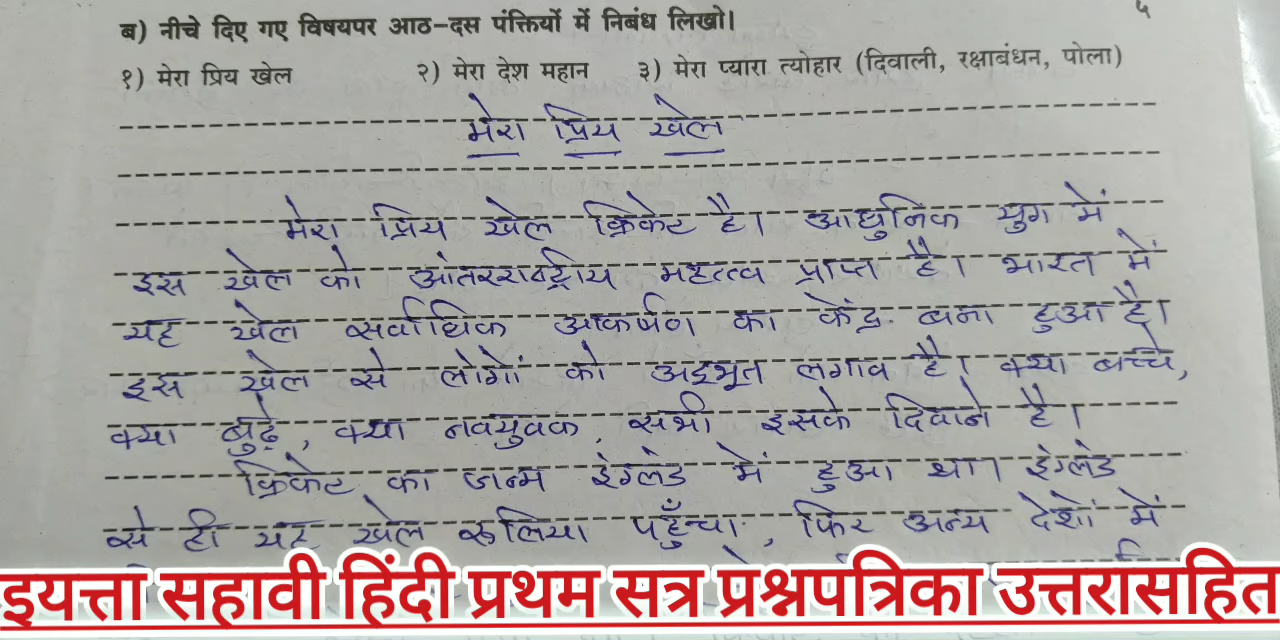 ब) नीचे दिए गए विषयपर आठ-दस पंक्तियों में निबंध लिखो। ५
१) मेरा प्रिय खेल २) मेरा देश महान ३) मेरा प्यारा त्योहार (दिवाली, रक्षाबंधन, पोला)
मेरा प्रिय खेल
मेरा प्रिय खेल क्रिकेट है। आधुनिक युग में
इस खेल को आंतरराष्ट्रीय महत्त्व प्राप्त है। भारत में
यह खेल सर्वाधिक आकर्षण का केंद्र बना हुआ है।
इस खेल से लोगों को अद्भूत लगाव है। क्या बच्चे,
क्या बुढ़े, क्या नवयुवक, सभी इसके दिवाने है।
क्रिकेट का जन्म इंग्लंड में हुआ था। इंग्लंड
से ही यह खेल पहुँचा, फिर अन्य देशों में
इयत्ता सहावी हिंदी प्रथम सत्र प्रश्नपत्रिका उत्तरासहित